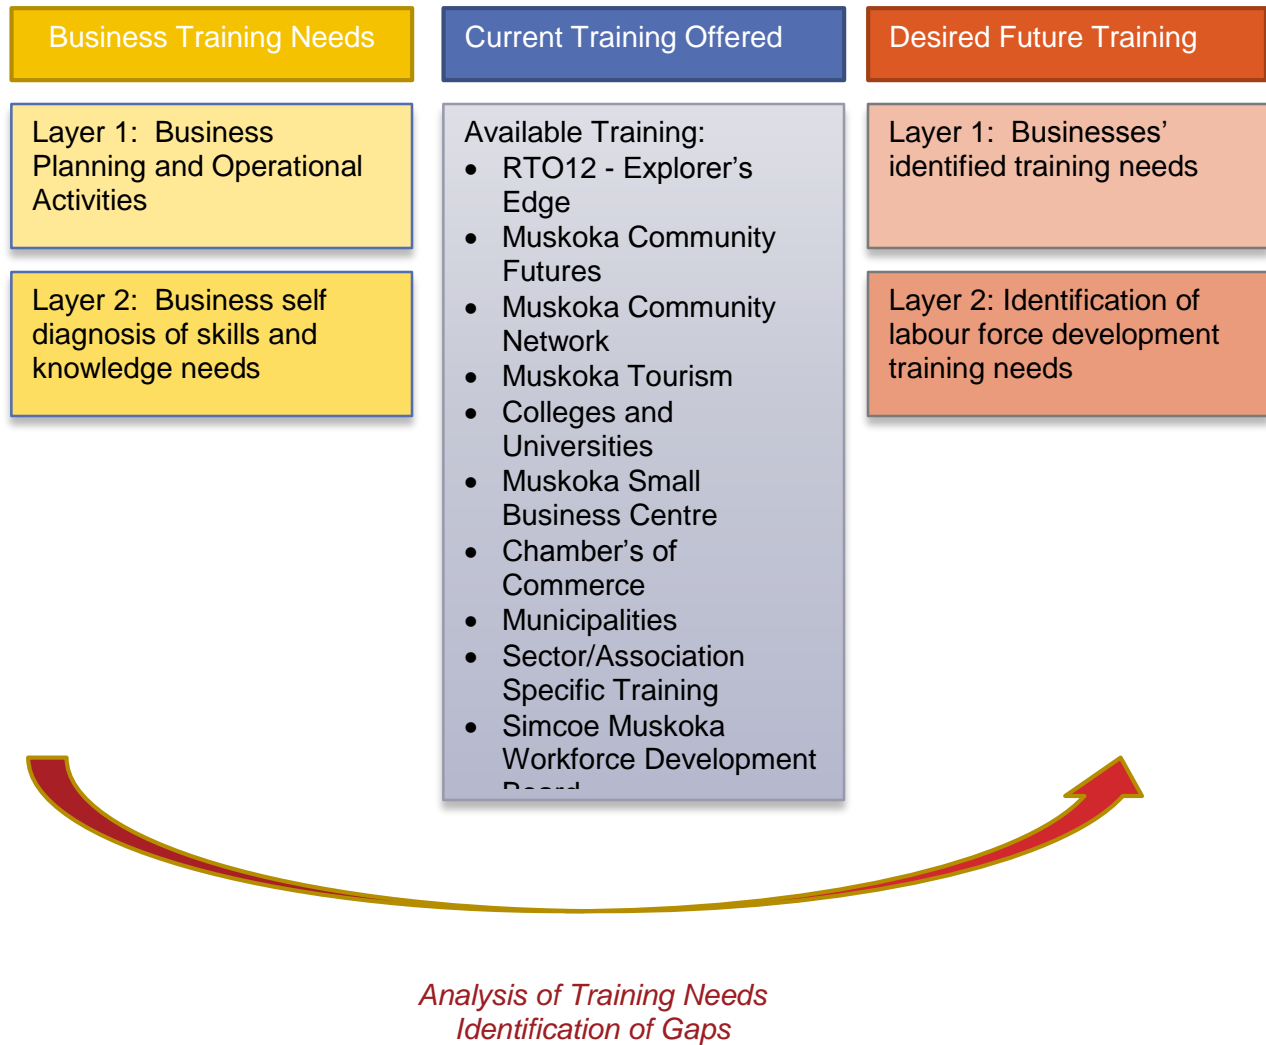 Business Training Needs
Current Training Offered
Desired Future Training
Layer 1:  Business
Planning and Operational
Activities
Layer 2:  Business self
diagnosis of skills and
knowledge needs
Available Training:
• RTO12 - Explorer’s
Edge
• Muskoka Community
Futures
• Muskoka Community
Network
• Muskoka Tourism
• Colleges and
Universities
• Muskoka Small
Business Centre
• Chamber’s of
Commerce
• Municipalities
• Sector/Association
Specific Training
• Simcoe Muskoka
Workforce Development
Board
Layer 1:  Businesses’
identified training needs
Layer 2: Identification of
labour force development
training needs
Analysis of Training Needs
Identification of Gaps